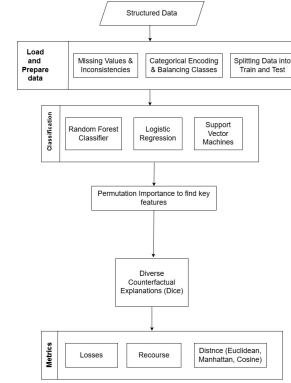 Structured Data
Load
and
Prepare
data
Missing Values &
Inconsistencies
Categorical Encoding
& Balancing Classes
Splitting Data into
Train and Test
Classification
Random Forest
Classifier
Logistic
Regression
Support
Vector
Machines
Permutation Importance to find key
features
Diverse
Counterfactual
Explanations (Dice)
Metrics
Losses
Recourse
Distnce (Euclidean,
Manhattan, Cosine)